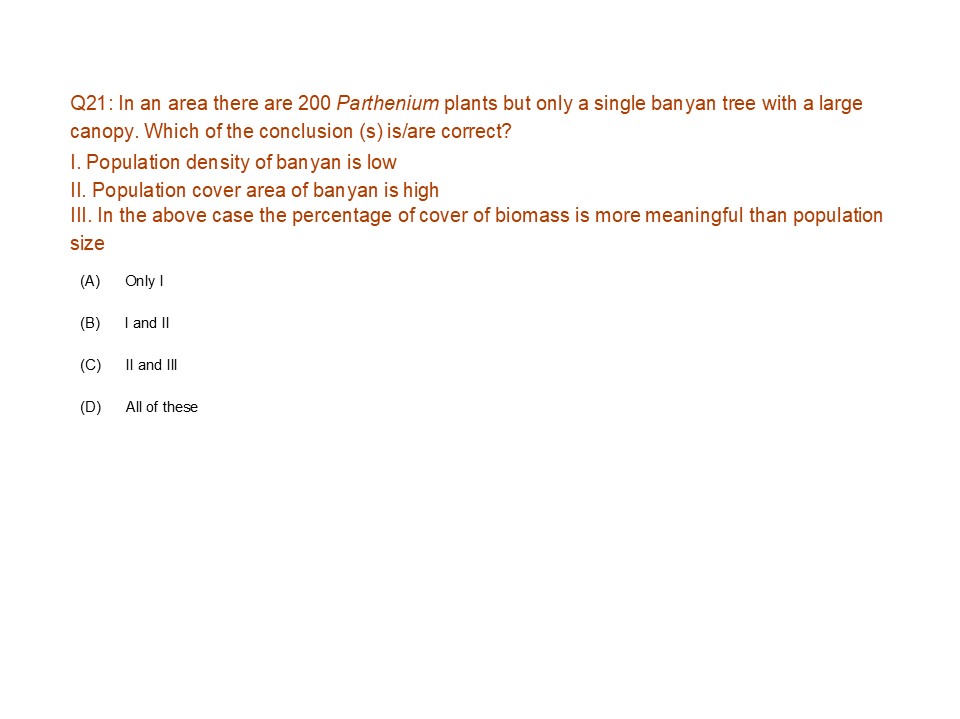 Q21: In an area there are 200 Parthenium plants but only a single banyan tree with a large
canopy. Which of the conclusion (s) is/are correct?
I. Population density of banyan is low
II. Population cover area of banyan is high
III. In the above case the percentage of cover of biomass is more meaningful than population
size
(A) Only I
(B) I and II
(C) II and III
(D) All of these